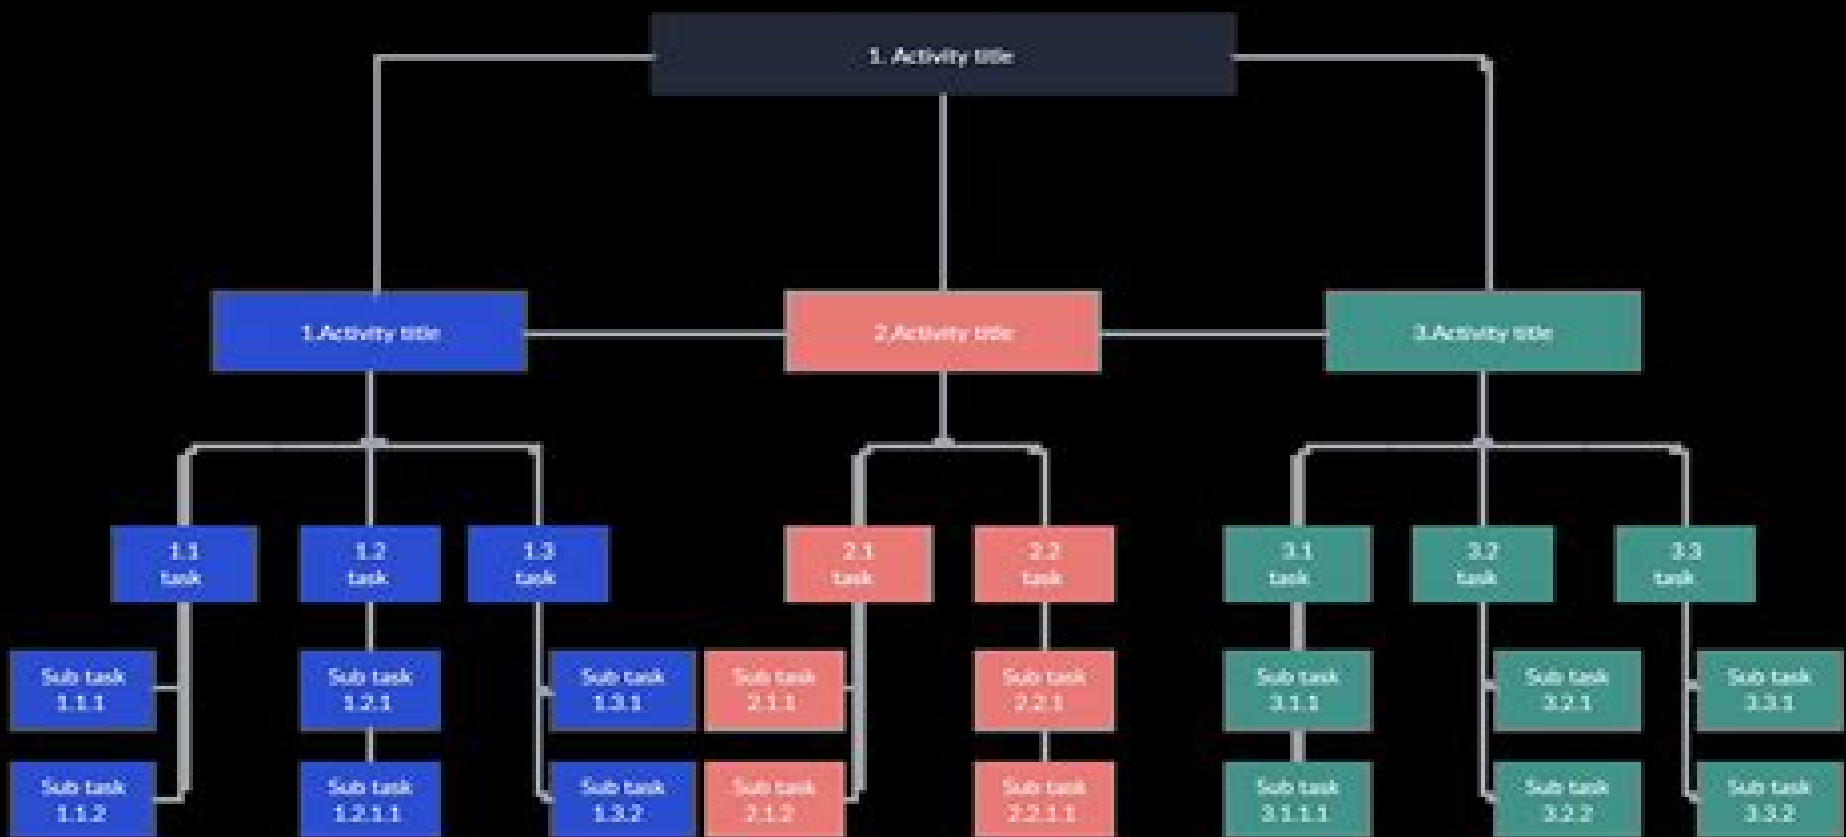 1. Activity title
1.Activity title
2.Activity title
3.Activity title
1.1
task
1.2
task
1.3
task
2.1
task
2.2
task
3.1
task
3.2
task
3.3
task
Sub task
1.1.1
Sub task
1.2.1
Sub task
1.3.1
Sub task
2.1.1
Sub task
2.2.1
Sub task
3.1.1
Sub task
3.2.1
Sub task
3.3.1
Sub task
1.1.2
Sub task
1.2.1.1
Sub task
1.3.2
Sub task
2.1.2
Sub task
2.2.1.1
Sub task
3.1.1.1
Sub task
3.2.2
Sub task
3.3.2